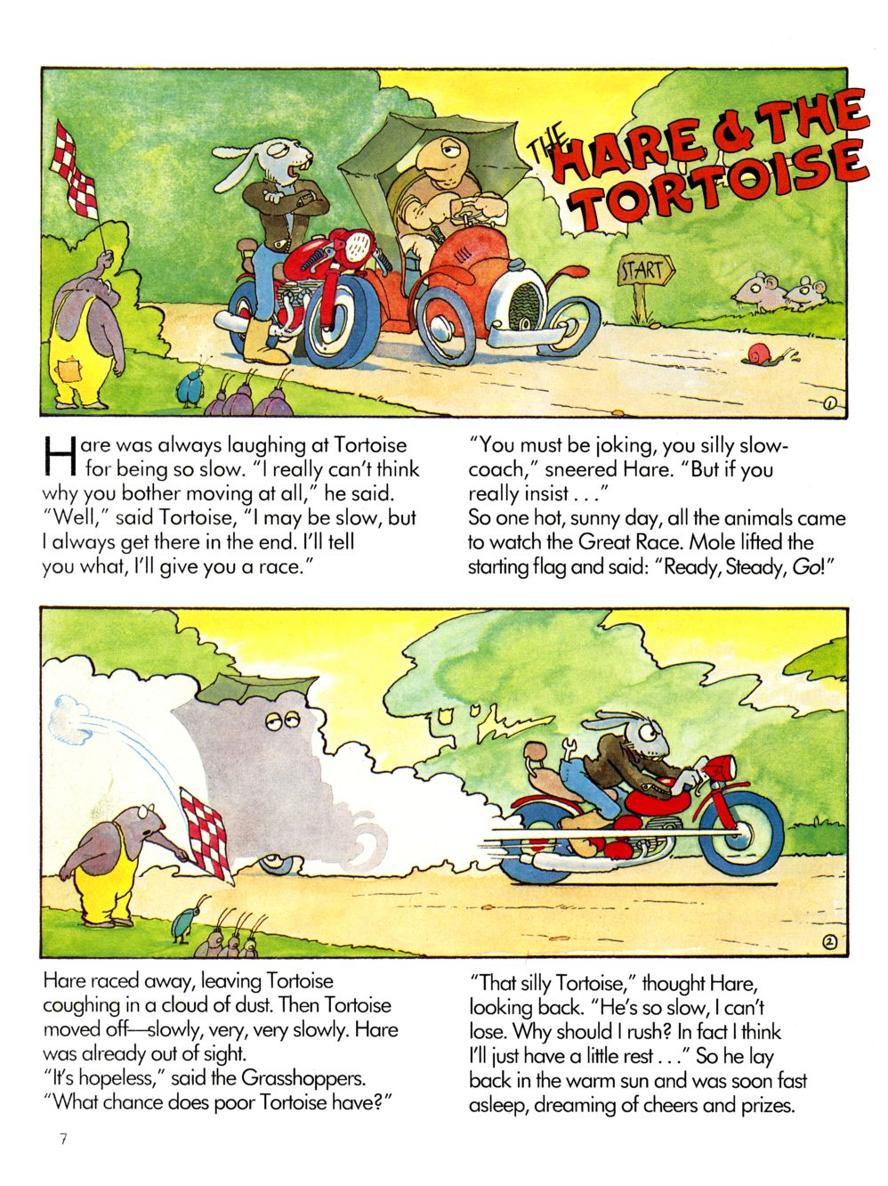 THE
HARE & THE
TORTOISE
START
1
Hare was always laughing at Tortoise
for being so slow. “I really can’t think
why you bother moving at all,” he said.
“Well,” said Tortoise, “I may be slow, but
I always get there in the end. I’ll tell
you what, I’ll give you a race.”
“You must be joking, you silly slow-
coach,” sneered Hare. “But if you
really insist . . .”
So one hot, sunny day, all the animals came
to watch the Great Race. Mole lifted the
starting flag and said: “Ready, Steady, Go!”
2
Hare raced away, leaving Tortoise
coughing in a cloud of dust. Then Tortoise
moved off—slowly, very, very slowly. Hare
was already out of sight.
“It’s hopeless,” said the Grasshoppers.
“What chance does poor Tortoise have?”
“That silly Tortoise,” thought Hare,
looking back. “He’s so slow, I can’t
lose. Why should I rush? In fact I think
I’ll just have a little rest . . .” So he lay
back in the warm sun and was soon fast
asleep, dreaming of cheers and prizes.
7